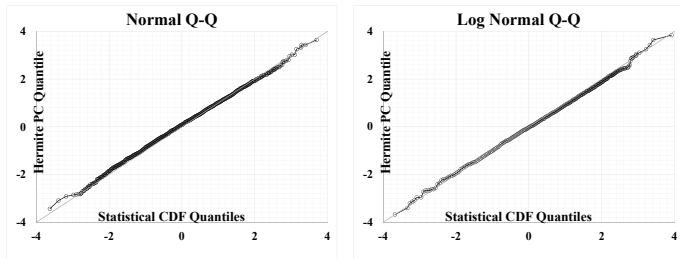 Normal Q-Q
4
2
0
-2
-4
Hermite PC Quantile
Statistical CDF Quantiles
-4 -2 0 2 4
Log Normal Q-Q
4
2
0
-2
-4
Hermite PC Quantile
Statistical CDF Quantiles
-4 -2 0 2 4